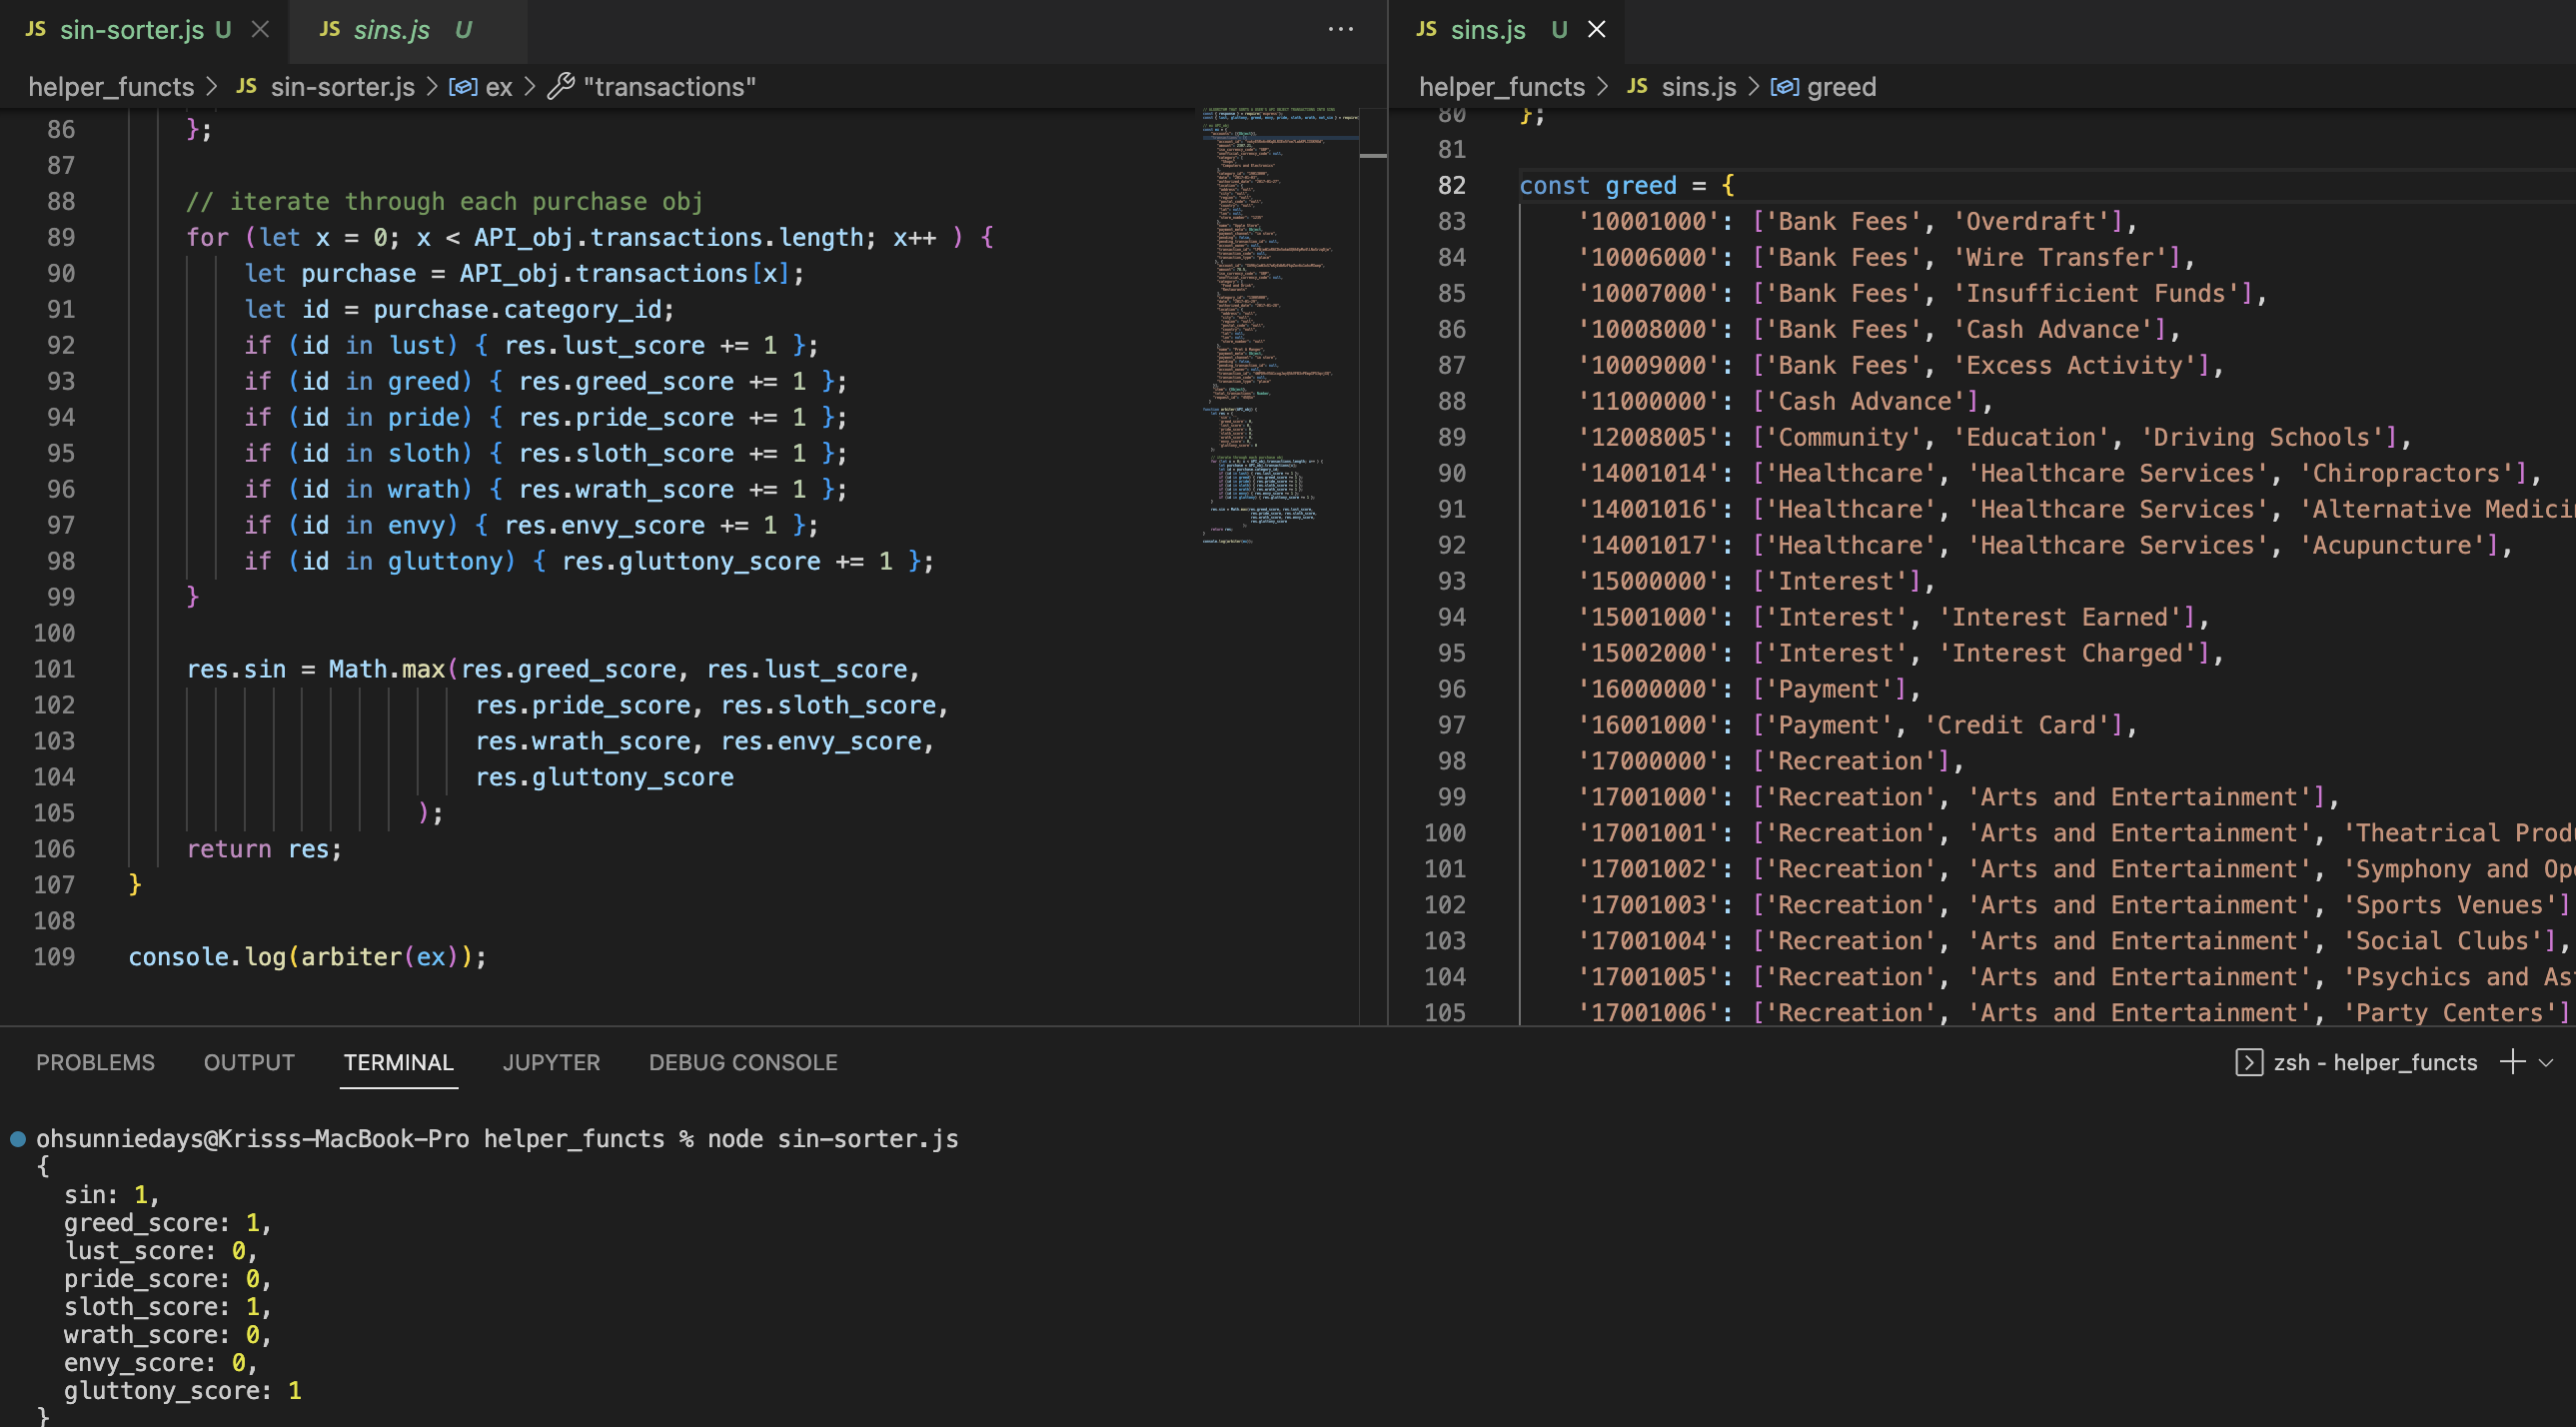 JS sin-sorter.js U
JS sins.js U
helper_functs > JS sin-sorter.js > ex > "transactions"
86 };
87
88 // iterate through each purchase obj
89 for (let x = 0; x < API_obj.transactions.length; x++ ) {
90 let purchase = API_obj.transactions[x];
91 let id = purchase.category_id;
92 if (id in lust) { res.lust_score += 1 };
93 if (id in greed) { res.greed_score += 1 };
94 if (id in pride) { res.pride_score += 1 };
95 if (id in sloth) { res.sloth_score += 1 };
96 if (id in wrath) { res.wrath_score += 1 };
97 if (id in envy) { res.envy_score += 1 };
98 if (id in gluttony) { res.gluttony_score += 1 };
99 }
100
101 res.sin = Math.max(res.greed_score, res.lust_score,
102 res.pride_score, res.sloth_score,
103 res.wrath_score, res.envy_score,
104 res.gluttony_score
105 );
106 return res;
107 }
108
109 console.log(arbiter(ex));
JS sins.js U
helper_functs > JS sins.js > greed
80 };
81
82 const greed = {
83 '10001000': ['Bank Fees', 'Overdraft'],
84 '10006000': ['Bank Fees', 'Wire Transfer'],
85 '10007000': ['Bank Fees', 'Insufficient Funds'],
86 '10008000': ['Bank Fees', 'Cash Advance'],
87 '10009000': ['Bank Fees', 'Excess Activity'],
88 '11000000': ['Cash Advance'],
89 '12008005': ['Community', 'Education', 'Driving Schools'],
90 '14001014': ['Healthcare', 'Healthcare Services', 'Chiropractors'],
91 '14001016': ['Healthcare', 'Healthcare Services', 'Alternative Medici
92 '14001017': ['Healthcare', 'Healthcare Services', 'Acupuncture'],
93 '15000000': ['Interest'],
94 '15001000': ['Interest', 'Interest Earned'],
95 '15002000': ['Interest', 'Interest Charged'],
96 '16000000': ['Payment'],
97 '16001000': ['Payment', 'Credit Card'],
98 '17000000': ['Recreation'],
99 '17001000': ['Recreation', 'Arts and Entertainment'],
100 '17001001': ['Recreation', 'Arts and Entertainment', 'Theatrical Prod
101 '17001002': ['Recreation', 'Arts and Entertainment', 'Symphony and Op
102 '17001003': ['Recreation', 'Arts and Entertainment', 'Sports Venues']
103 '17001004': ['Recreation', 'Arts and Entertainment', 'Social Clubs'],
104 '17001005': ['Recreation', 'Arts and Entertainment', 'Psychics and As
105 '17001006': ['Recreation', 'Arts and Entertainment', 'Party Centers']
PROBLEMS OUTPUT TERMINAL JUPYTER DEBUG CONSOLE
zsh - helper_functs
ohsunniedays@Krisss-MacBook-Pro helper_functs % node sin-sorter.js
{
sin: 1,
greed_score: 1,
lust_score: 0,
pride_score: 0,
sloth_score: 1,
wrath_score: 0,
envy_score: 0,
gluttony_score: 1
}